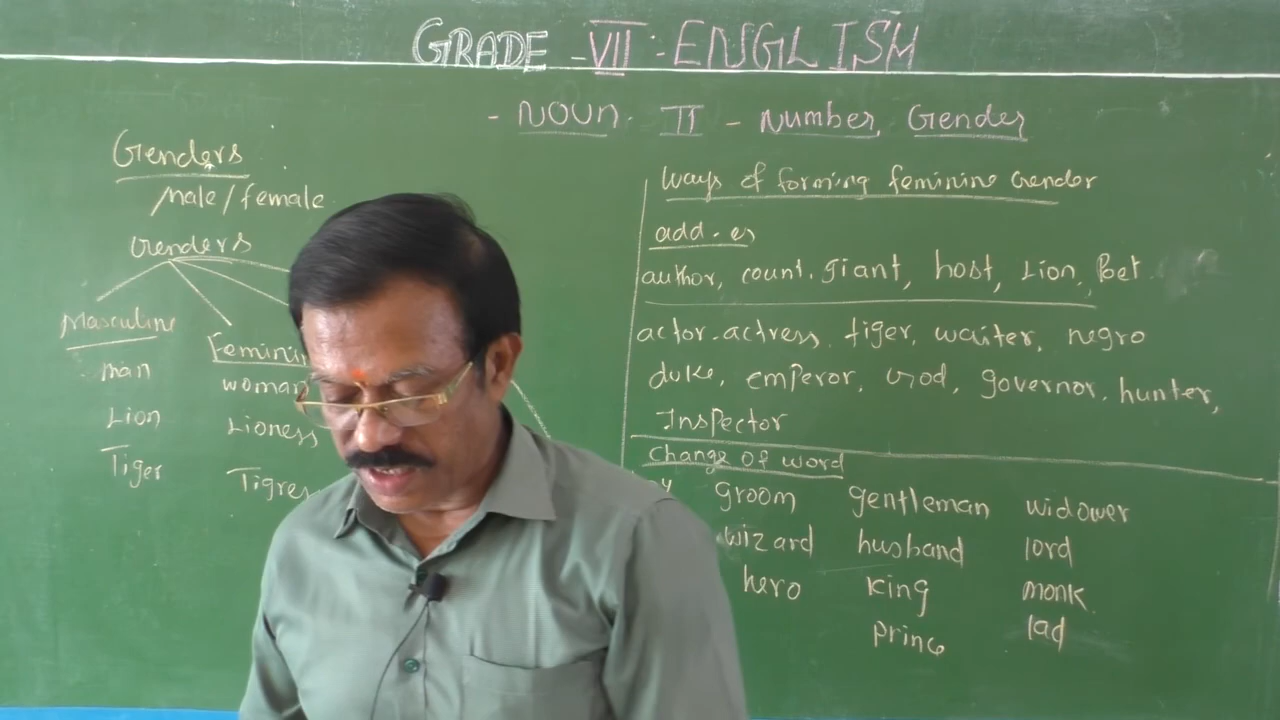 GRADE - VII - ENGLISH
- NOUN. II - Number, Gender
Genders
Male/female
Genders
Masculine
man
Lion
Tiger
Feminin
woman
Lioness
Tigres
Ways of forming feminine Gender
add - es
author, count, giant, host, Lion, Poet
actor - actress, tiger, waiter, negro
duke, emperor, God, governor, hunter,
Inspector
Change of word
groom gentleman widower
wizard husband lord
hero king monk
prince lad